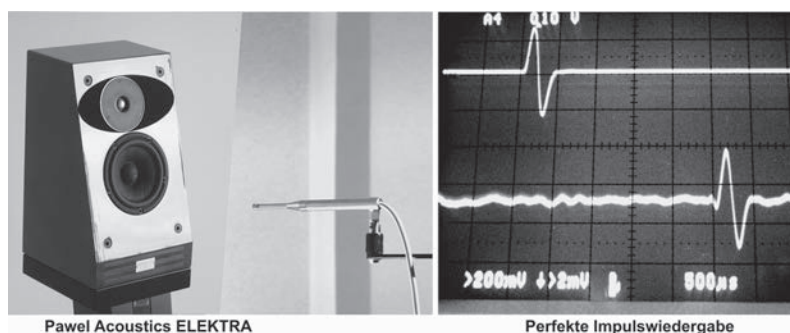 A4 0.10 V
>200mV ↓>2mV 500µs
Pawel Acoustics ELEKTRA
Perfekte Impulswiedergabe